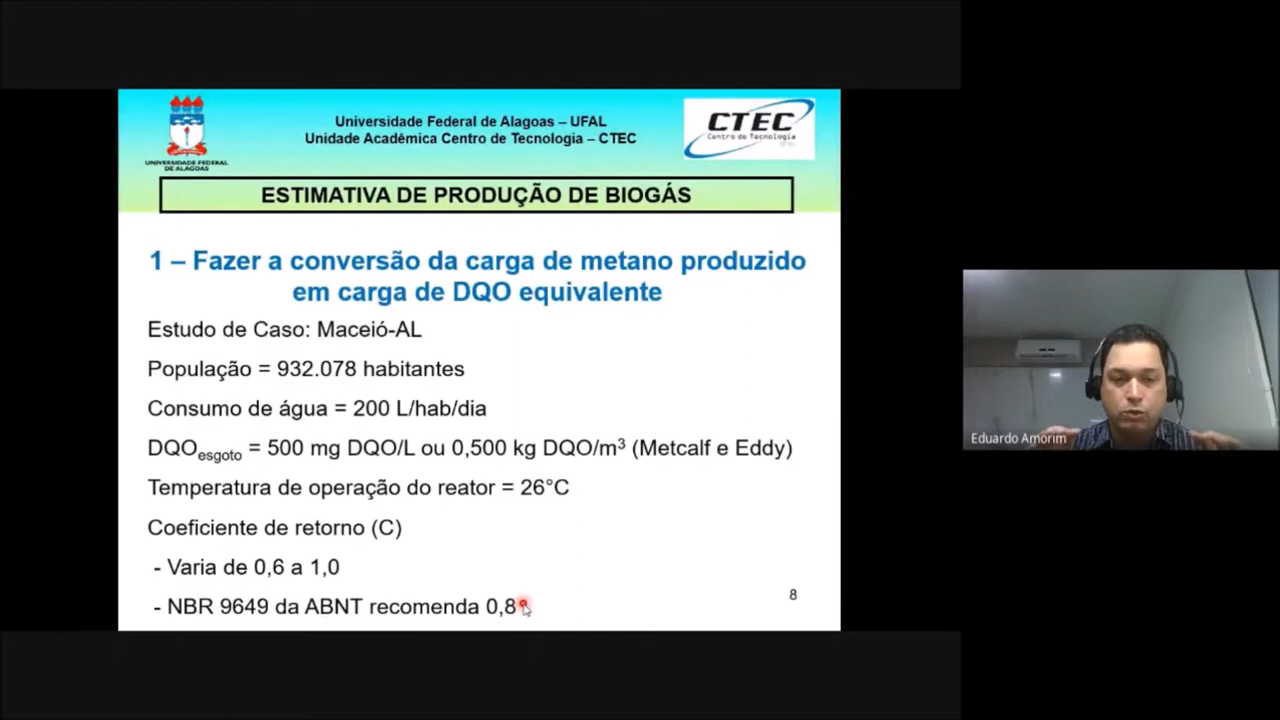 Universidade Federal de Alagoas – UFAL
Unidade Acadêmica Centro de Tecnologia – CTEC
UNIVERSIDADE FEDERAL
DE ALAGOAS
CTEC
Centro de Tecnologia
ESTIMATIVA DE PRODUÇÃO DE BIOGÁS
1 – Fazer a conversão da carga de metano produzido
em carga de DQO equivalente
Estudo de Caso: Maceió-AL
População = 932.078 habitantes
Consumo de água = 200 L/hab/dia
DQOesgoto = 500 mg DQO/L ou 0,500 kg DQO/m³ (Metcalf e Eddy)
Temperatura de operação do reator = 26°C
Coeficiente de retorno (C)
- Varia de 0,6 a 1,0
- NBR 9649 da ABNT recomenda 0,8
8
Eduardo Amorim